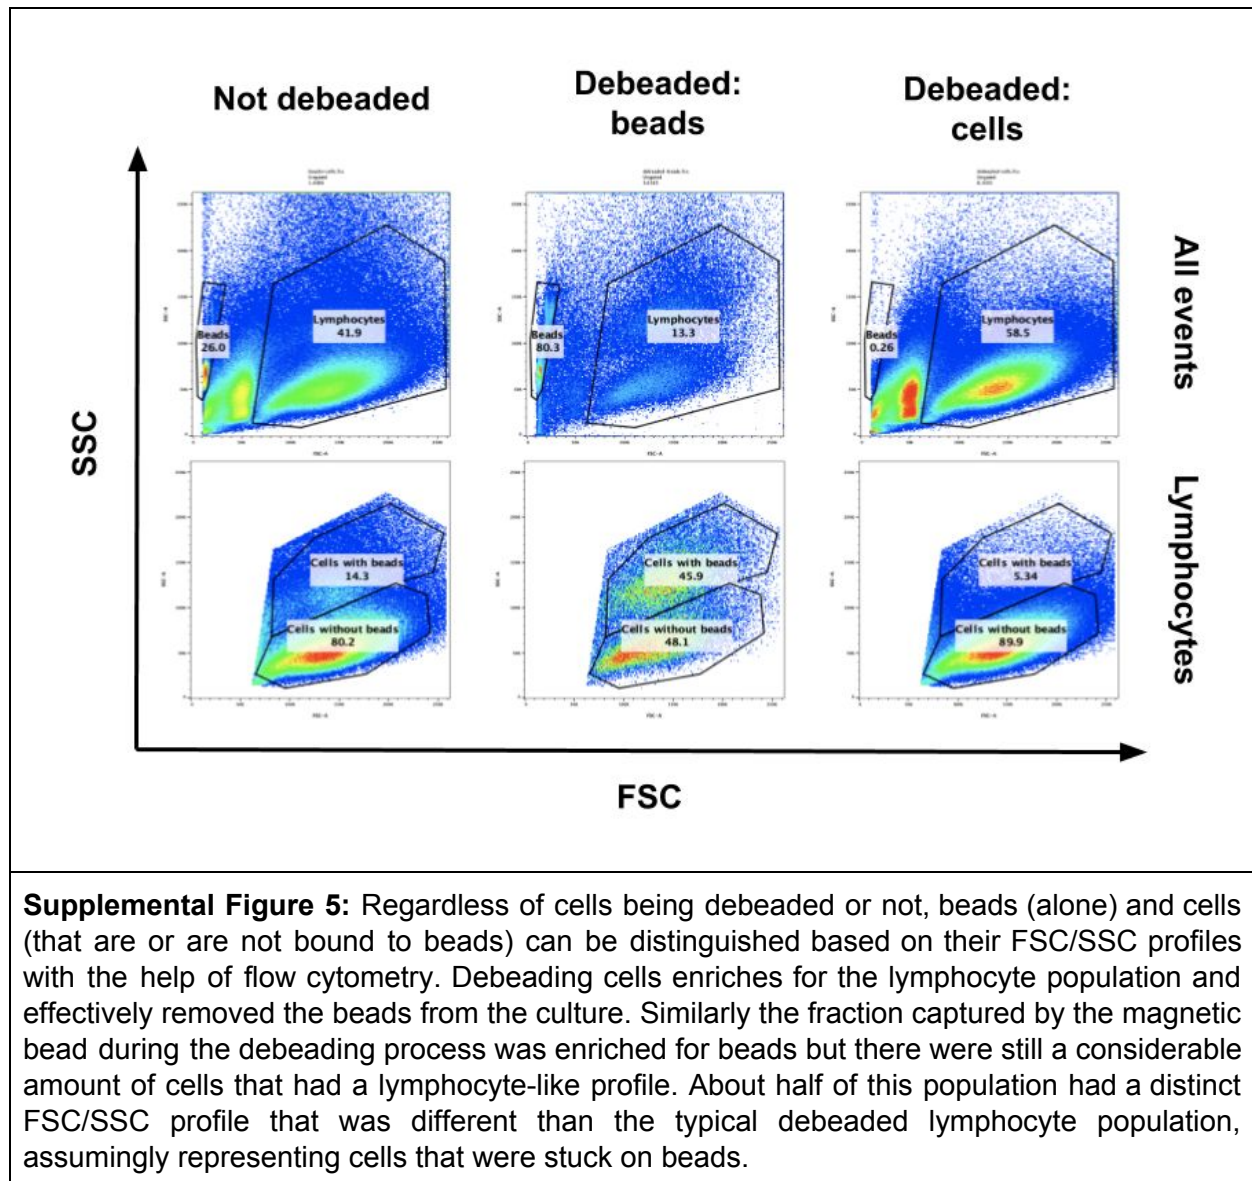 Not debeaded
Debeaded:
beads
Debeaded:
cells
Beads
26.0
Lymphocytes
41.9
Beads
80.3
Lymphocytes
13.3
Beads
0.26
Lymphocytes
58.5
All events
FSC-A
FSC-A
FSC-A
SSC
Cells with beads
14.3
Cells without beads
80.2
Cells with beads
45.9
Cells without beads
48.1
Cells with beads
5.34
Cells without beads
89.9
Lymphocytes
FSC-A
FSC-A
FSC-A
FSC
Supplemental Figure 5: Regardless of cells being debeaded or not, beads (alone) and cells
(that are or are not bound to beads) can be distinguished based on their FSC/SSC profiles
with the help of flow cytometry. Debeading cells enriches for the lymphocyte population and
effectively removed the beads from the culture. Similarly the fraction captured by the magnetic
bead during the debeading process was enriched for beads but there were still a considerable
amount of cells that had a lymphocyte-like profile. About half of this population had a distinct
FSC/SSC profile that was different than the typical debeaded lymphocyte population,
assumingly representing cells that were stuck on beads.